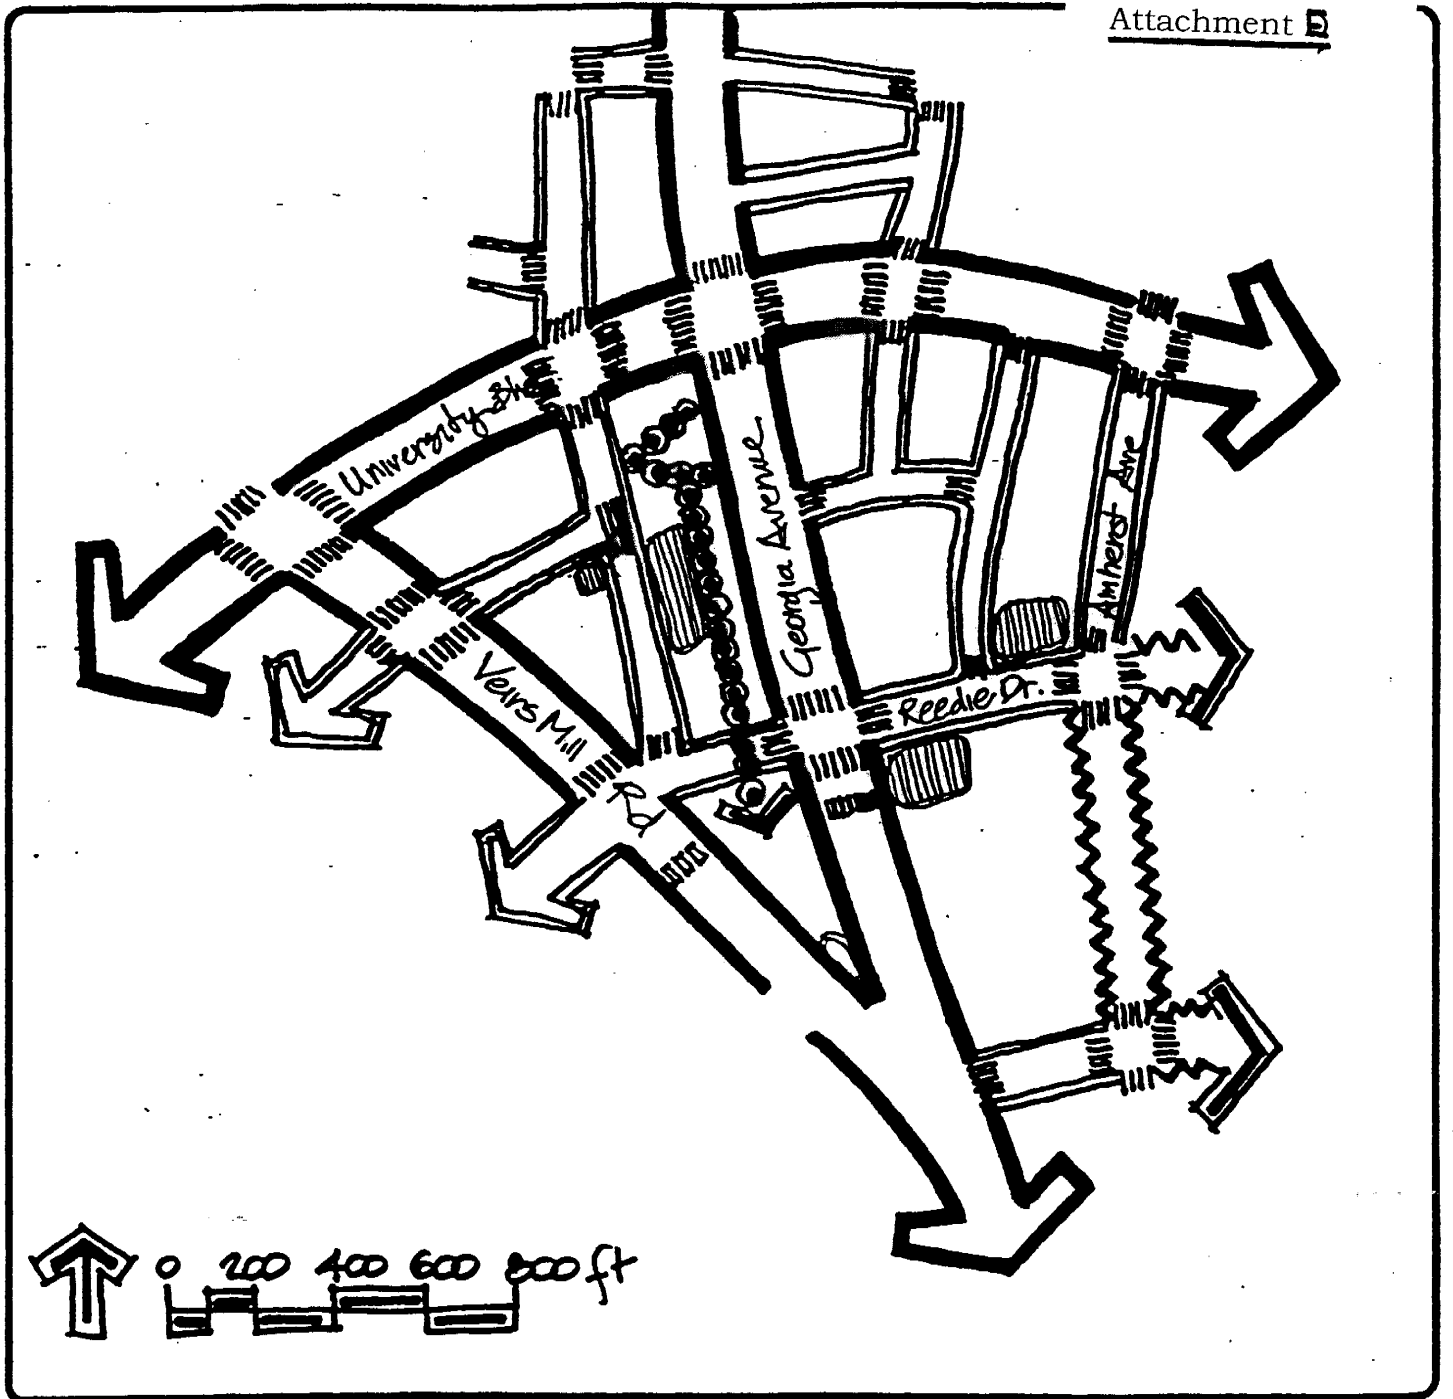 Attachment E
University Blvd
Georgia Avenue
Amherst Ave
Veirs Mill Rd
Reedie Dr.
0 200 400 600 800 ft